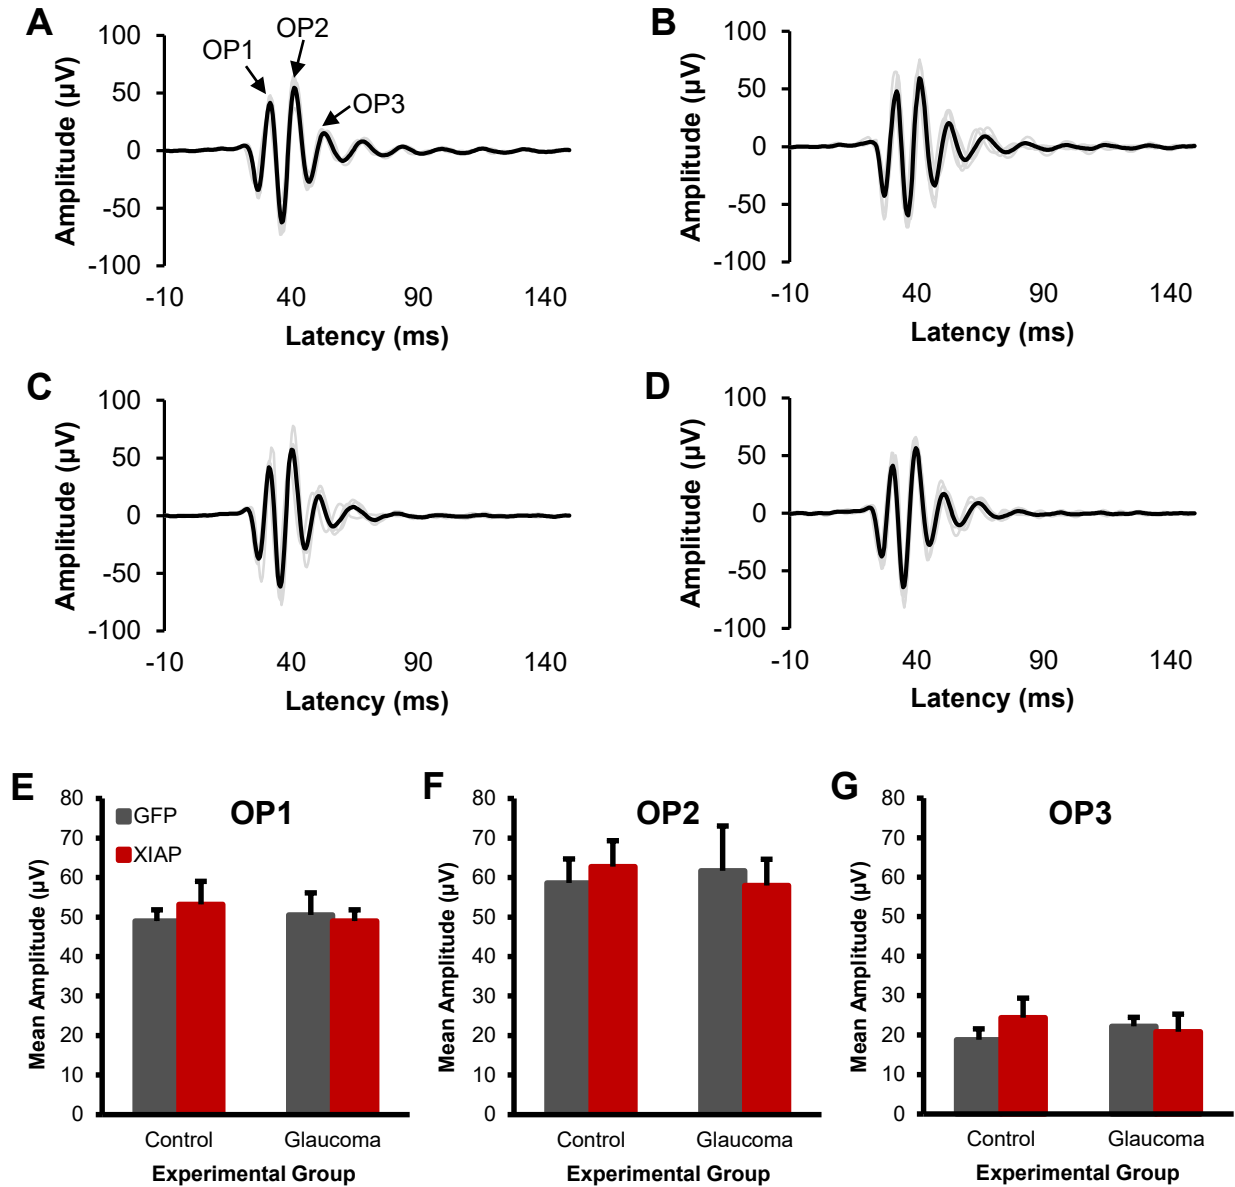 A
B
OP1
OP2
OP3
100
50
0
-50
-100
Amplitude (µV)
-10 40 90 140
Latency (ms)
100
50
0
-50
-100
Amplitude (µV)
-10 40 90 140
Latency (ms)
C
D
100
50
0
-50
-100
Amplitude (µV)
-10 40 90 140
Latency (ms)
100
50
0
-50
-100
Amplitude (µV)
-10 40 90 140
Latency (ms)
E
OP1
GFP
XIAP
80
70
60
50
40
30
20
10
0
Mean Amplitude (µV)
Control Glaucoma
Experimental Group
F
OP2
80
70
60
50
40
30
20
10
0
Mean Amplitude (µV)
Control Glaucoma
Experimental Group
G
OP3
80
70
60
50
40
30
20
10
0
Mean Amplitude (µV)
Control Glaucoma
Experimental Group